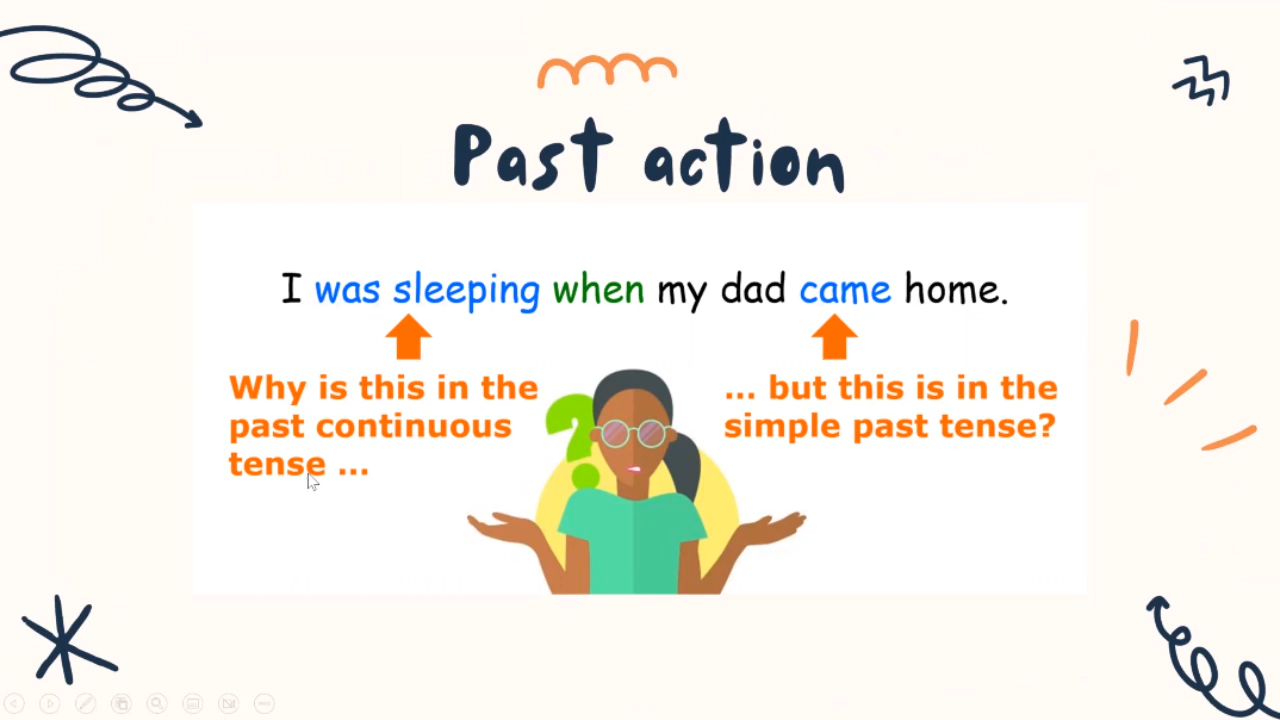 Past action
I was sleeping when my dad came home.
Why is this in the
past continuous
tense ...
... but this is in the
simple past tense?
?